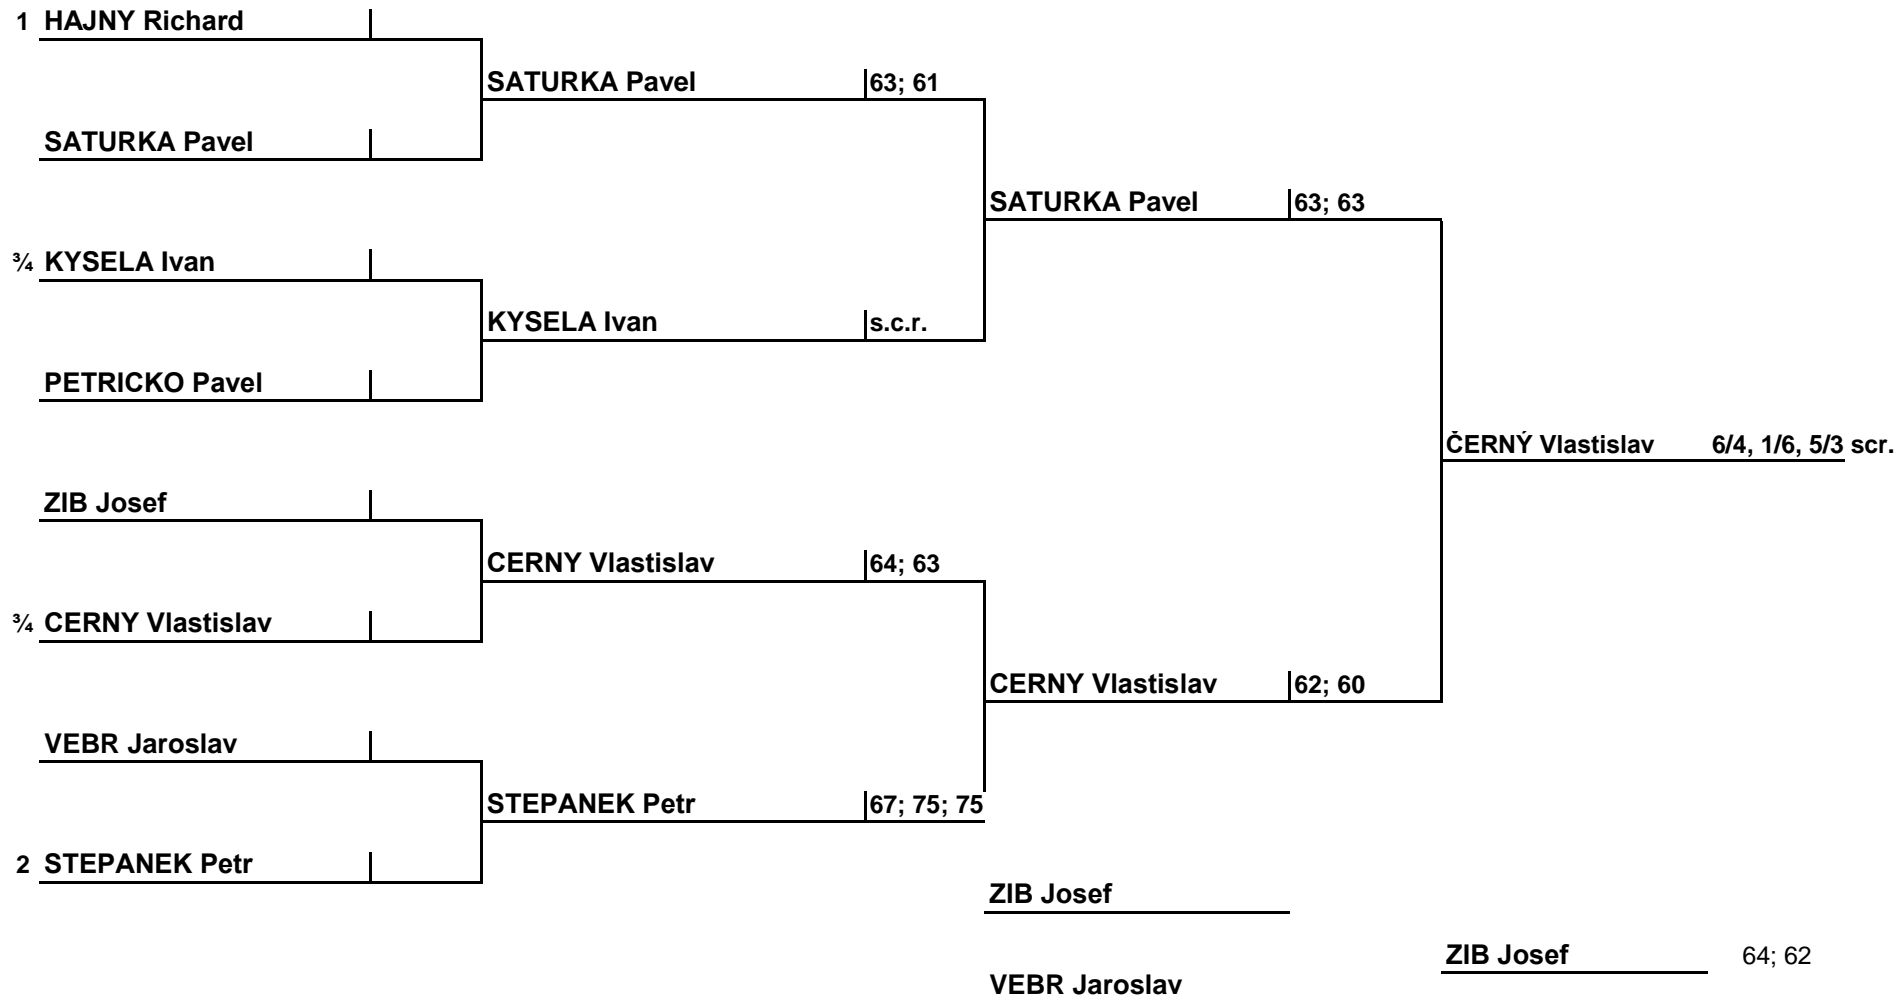 1 HAJNY Richard
SATURKA Pavel 63; 61
SATURKA Pavel
SATURKA Pavel 63; 63
¾ KYSELA Ivan
KYSELA Ivan s.c.r.
PETRICKO Pavel
ČERNÝ Vlastislav 6/4, 1/6, 5/3 scr.
ZIB Josef
CERNY Vlastislav 64; 63
¾ CERNY Vlastislav
CERNY Vlastislav 62; 60
VEBR Jaroslav
STEPANEK Petr 67; 75; 75
2 STEPANEK Petr
ZIB Josef
ZIB Josef 64; 62
VEBR Jaroslav